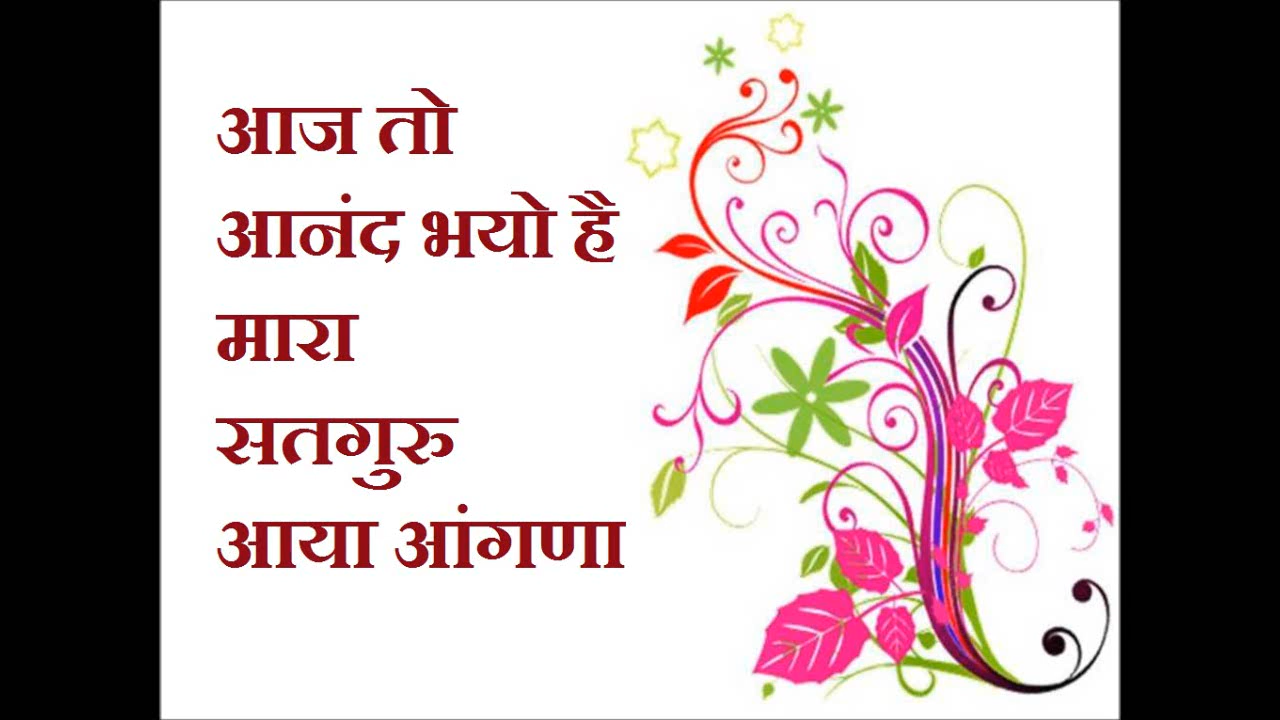 आज तो
आनंद भयो है
मारा
सतगुरु
आया आंगणा